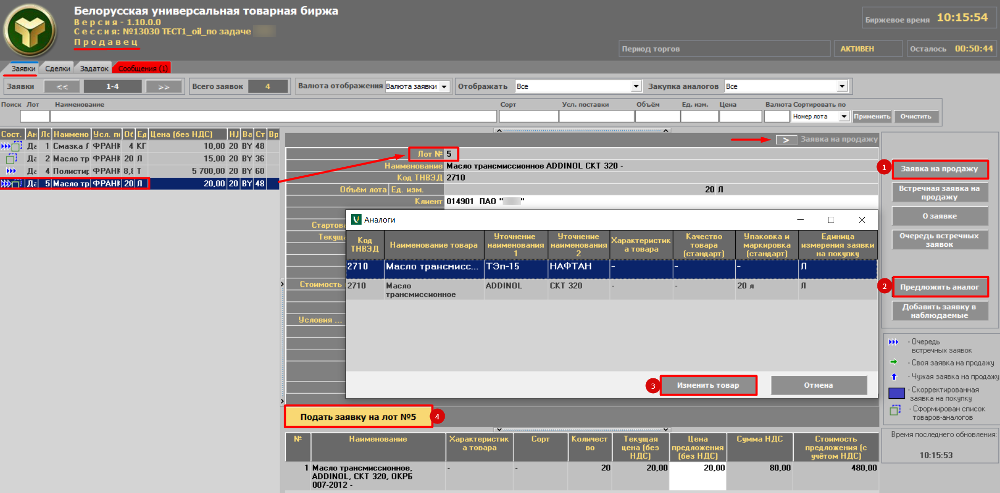 Белорусская универсальная товарная биржа
Версия - 1.10.0.0
Сессия: №13030 ТЕСТ1_oil_по задаче
Продавец
Биржевое время 10:15:54
Период торгов АКТИВЕН Осталось 00:50:44
Заявки Сделки Задаток Сообщения (1)
Заявки << 1-4 >> Всего заявок 4 Валюта отображения Валюта заявки Отображать Все Закупка аналогов Все
Поиск Лот Наименование Сорт Усл. поставки Объём Ед. изм. Цена Валюта Сортировать по
Номер лота Применить Очистить
Сост. Ан Лс Наимено Усл. п Об Ед Цена (без НДС) НД Ва Ст Вр
Да 1 Смазка Л ФРАНК 4 КГ 10,00 20 BY 48
Да 2 Масло тр ФРАНК 20 Л 15,00 20 BY 36
Да 4 Полистир ФРАНК 8,8 Т 5 700,00 20 BY 60
Да 5 Масло тр ФРАНК 20 Л 20,00 20 BY 48
> Заявка на продажу
Лот № 5
Наименование Масло трансмиссионное ADDINOL СКТ 320 -
Код ТНВЭД 2710
Объём лота Ед. изм. 20 Л
Клиент 014901 ПАО " "
Старто
Текуща
Стоимость
Условия ...
Аналоги
Код ТНВЭД Наименование товара Уточнение наименования 1 Уточнение наименования 2 Характеристика товара Качество товара (стандарт) Упаковка и маркировка (стандарт) Единица измерения заявки на покупку
2710 Масло трансмисс... ТЭп-15 НАФТАН - - - Л
2710 Масло трансмиссионное ADDINOL СКТ 320 - - 20 л Л
3 Изменить товар Отмена
Подать заявку на лот №5 4
№ Наименование Характеристика товара Сорт Количество Текущая цена (без НДС) Цена предложения (без НДС) Сумма НДС Стоимость предложения (с учётом НДС)
1 Масло трансмиссионное, - - 20 20,00 20,00 80,00 480,00
ADDINOL, СКТ 320, ОКРБ
007-2012 -
1 Заявка на продажу
Встречная заявка на
продажу
О заявке
Очередь встречных
заявок
2 Предложить аналог
Добавить заявку в
наблюдаемые
- Очередь
встречных заявок
- Своя заявка на продажу
- Чужая заявка на продажу
- Скорректированная
заявка на покупку
- Сформирован список
товаров-аналогов
Время последнего обновления:
10:15:53